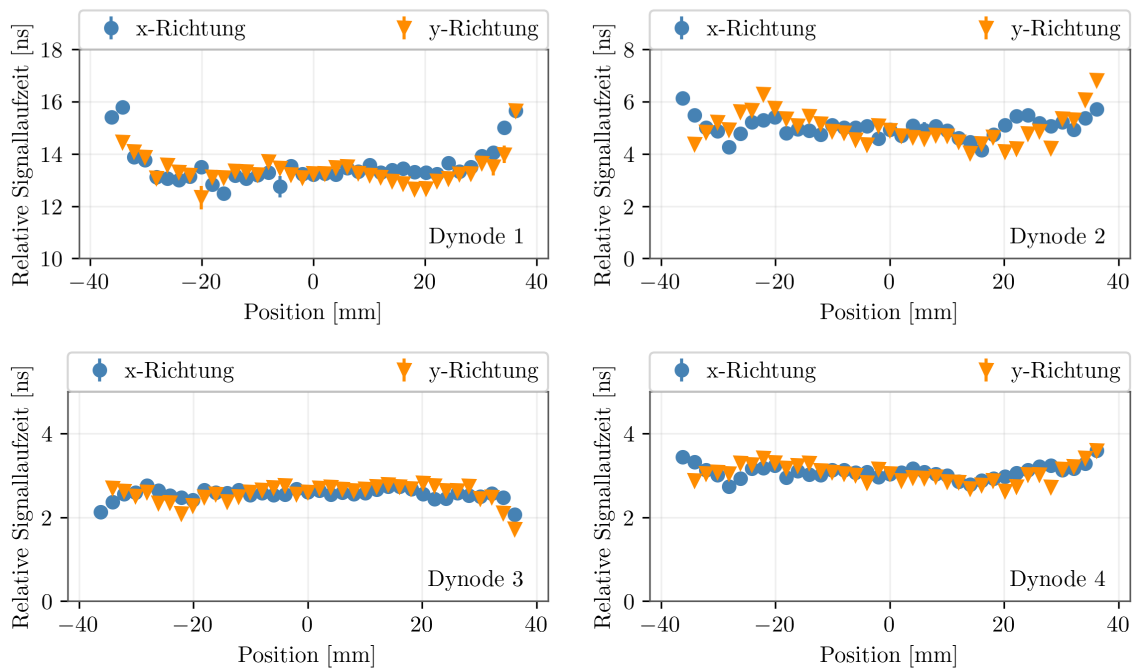 x-Richtung y-Richtung
Relative Signallaufzeit [ns]
18
16
14
12
10
−40 −20 0 20 40
Position [mm]
Dynode 1
x-Richtung y-Richtung
Relative Signallaufzeit [ns]
8
6
4
2
0
−40 −20 0 20 40
Position [mm]
Dynode 2
x-Richtung y-Richtung
Relative Signallaufzeit [ns]
4
2
0
−40 −20 0 20 40
Position [mm]
Dynode 3
x-Richtung y-Richtung
Relative Signallaufzeit [ns]
4
2
0
−40 −20 0 20 40
Position [mm]
Dynode 4